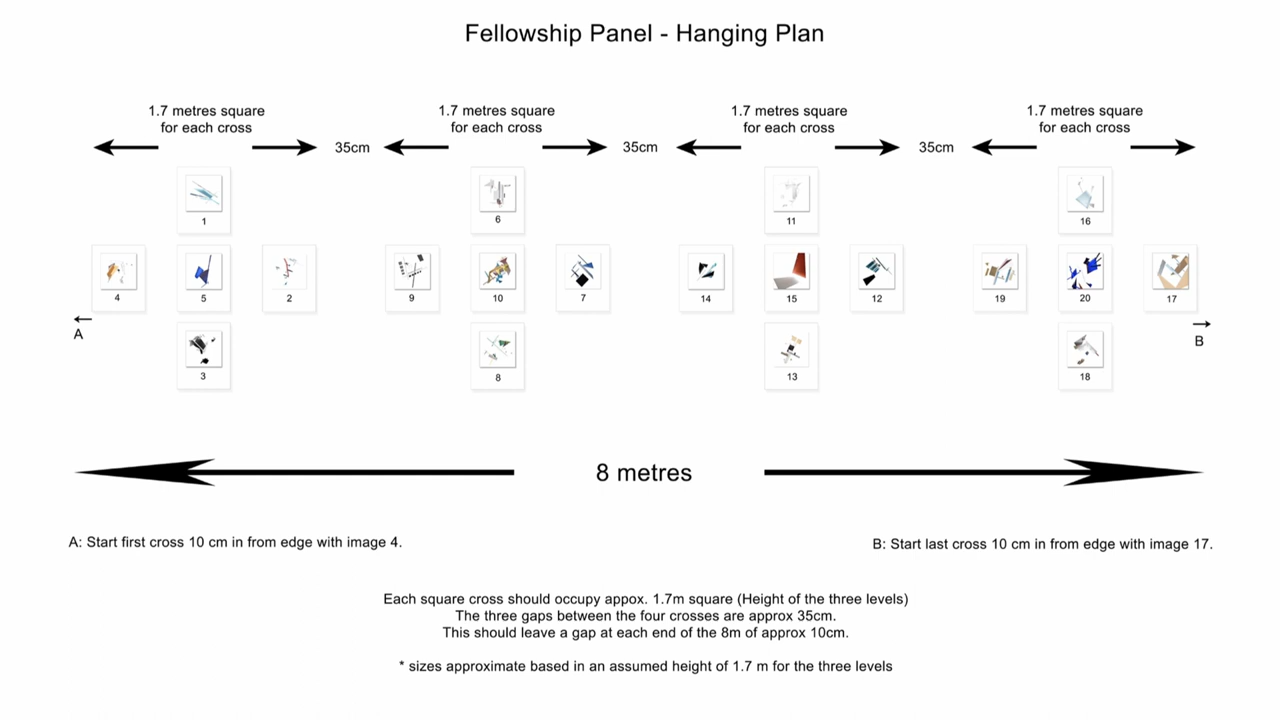 Fellowship Panel - Hanging Plan
1.7 metres square
for each cross
1.7 metres square
for each cross
1.7 metres square
for each cross
1.7 metres square
for each cross
35cm
35cm
35cm
1
6
11
16
4
5
2
9
10
7
14
15
12
19
20
17
A
B
3
8
13
18
8 metres
A: Start first cross 10 cm in from edge with image 4.
B: Start last cross 10 cm in from edge with image 17.
Each square cross should occupy appox. 1.7m square (Height of the three levels)
The three gaps between the four crosses are approx 35cm.
This should leave a gap at each end of the 8m of approx 10cm.
* sizes approximate based in an assumed height of 1.7 m for the three levels